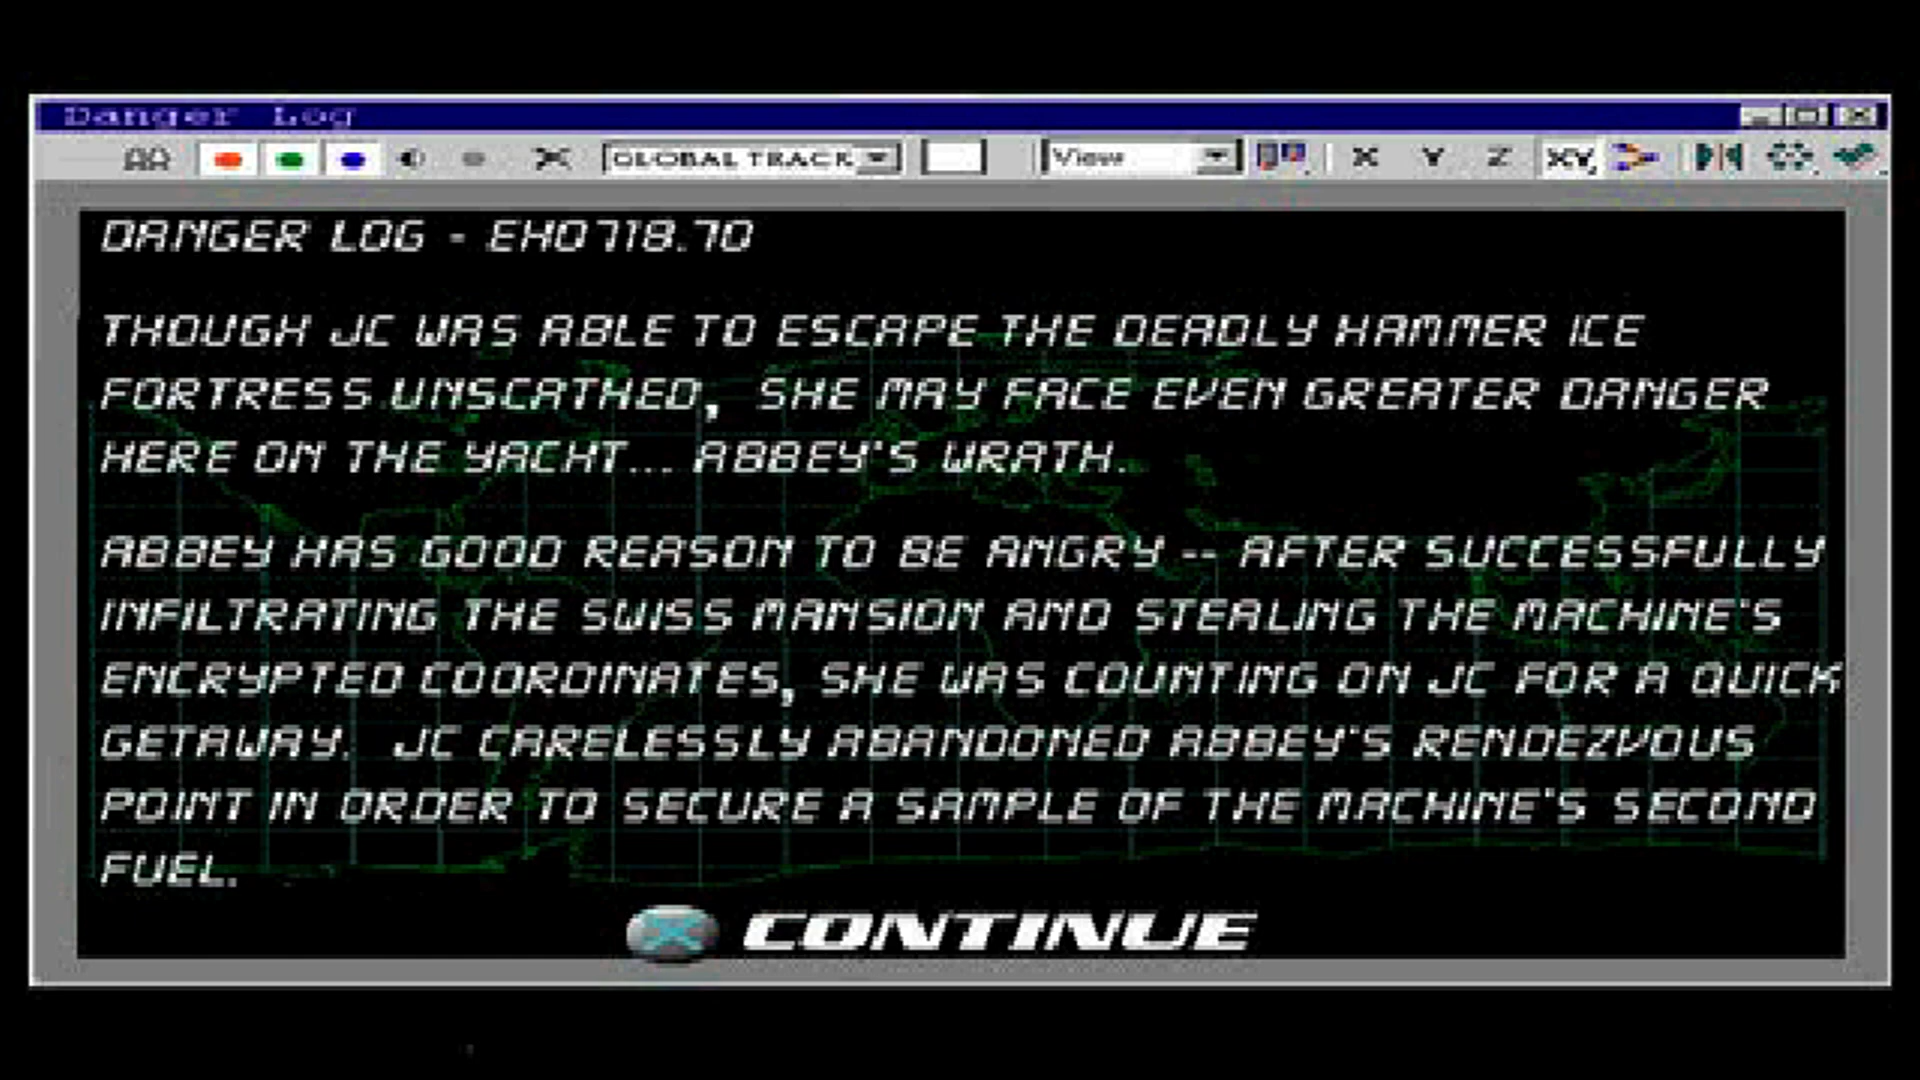 Danger Log
AA GLOBAL TRACK View X Y Z XY
DANGER LOG - EH0718.70
THOUGH JC WAS ABLE TO ESCAPE THE DEADLY HAMMER ICE
FORTRESS UNSCATHED, SHE MAY FACE EVEN GREATER DANGER
HERE ON THE YACHT... ABBEY'S WRATH.
ABBEY HAS GOOD REASON TO BE ANGRY -- AFTER SUCCESSFULLY
INFILTRATING THE SWISS MANSION AND STEALING THE MACHINE'S
ENCRYPTED COORDINATES, SHE WAS COUNTING ON JC FOR A QUICK
GETAWAY. JC CARELESSLY ABANDONED ABBEY'S RENDEZVOUS
POINT IN ORDER TO SECURE A SAMPLE OF THE MACHINE'S SECOND
FUEL.
CONTINUE